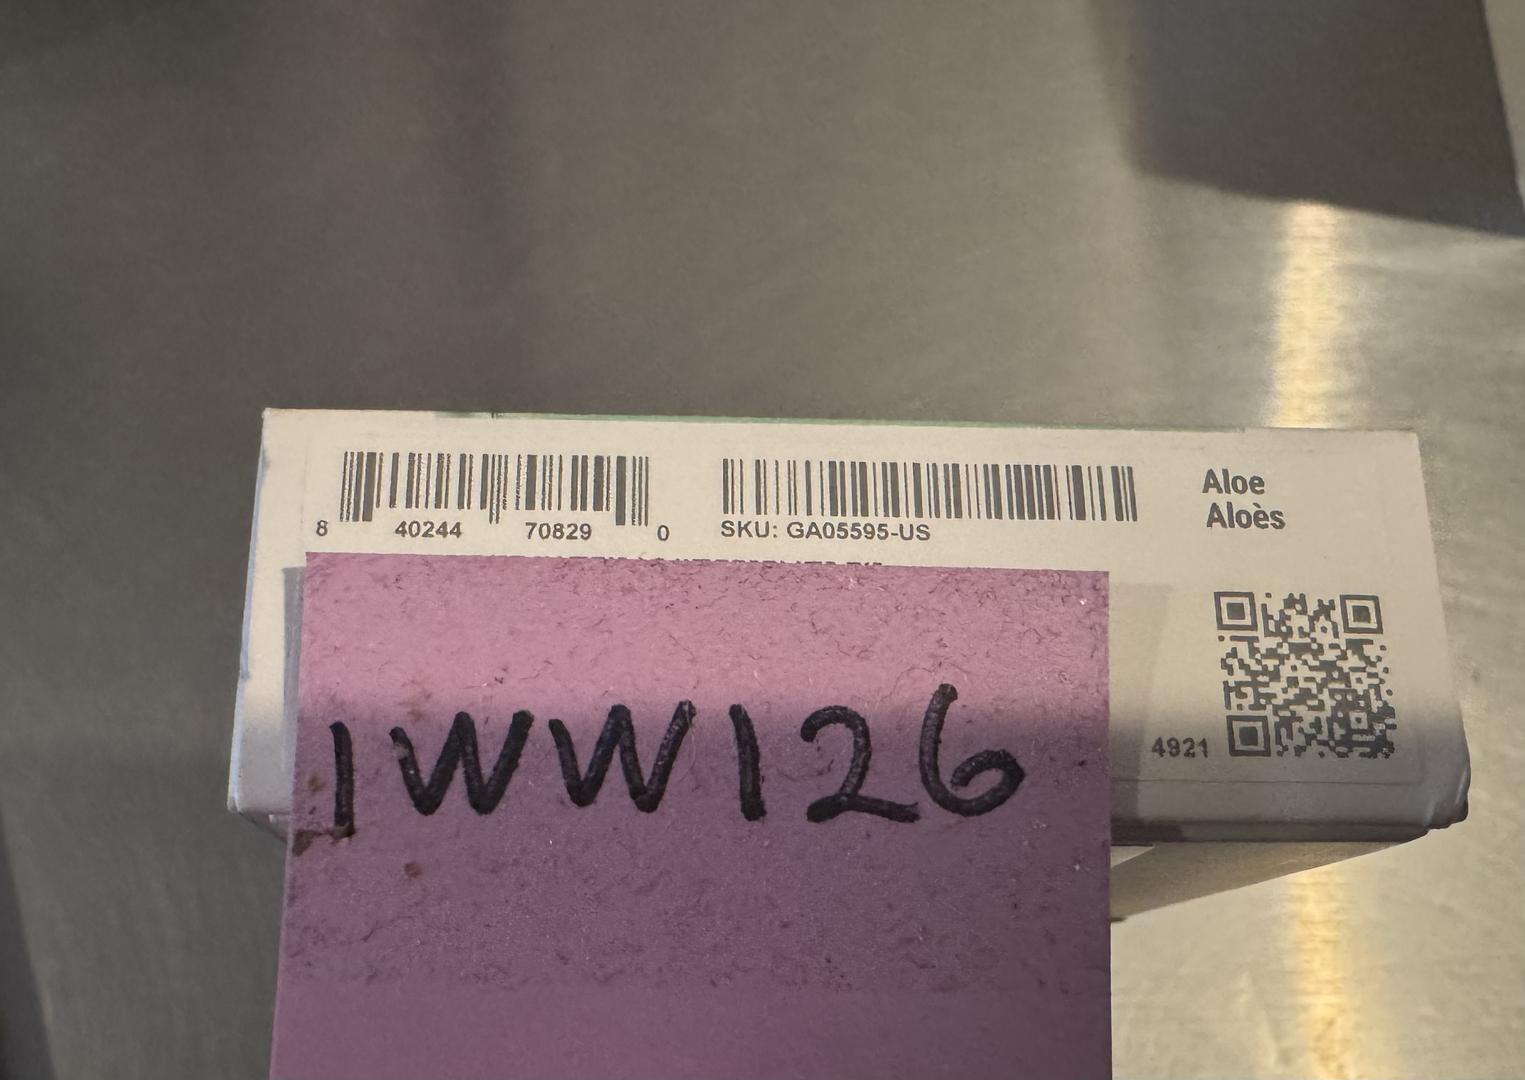 8 40244 70829 0
SKU: GA05595-US
Aloe
Aloès
4921
1WW126